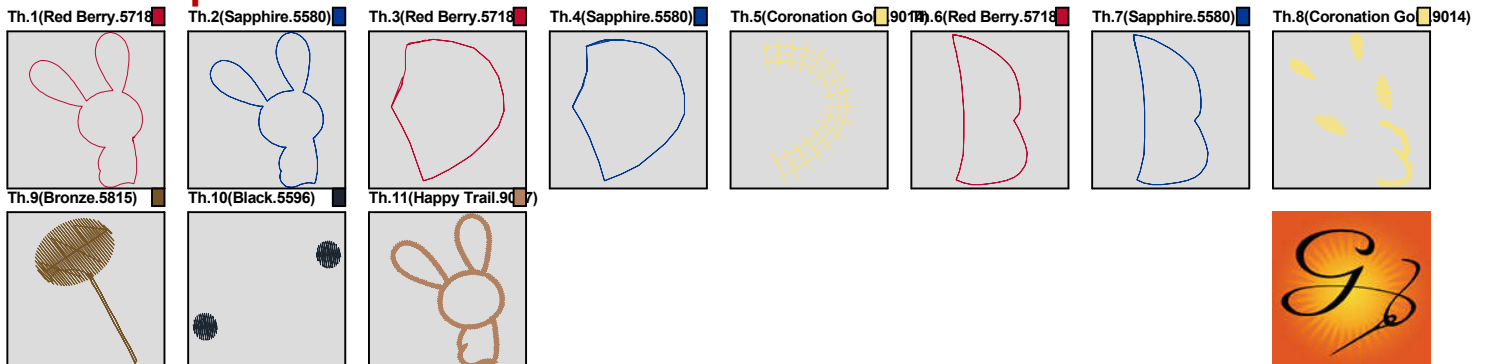 Th.1(Red Berry.5718 Th.2(Sapphire.5580) Th.3(Red Berry.5718 Th.4(Sapphire.5580) Th.5(Coronation Go .9014) Th.6(Red Berry.5718 Th.7(Sapphire.5580) Th.8(Coronation Go .9014)
Th.9(Bronze.5815) Th.10(Black.5596) Th.11(Happy Trail.90 7)